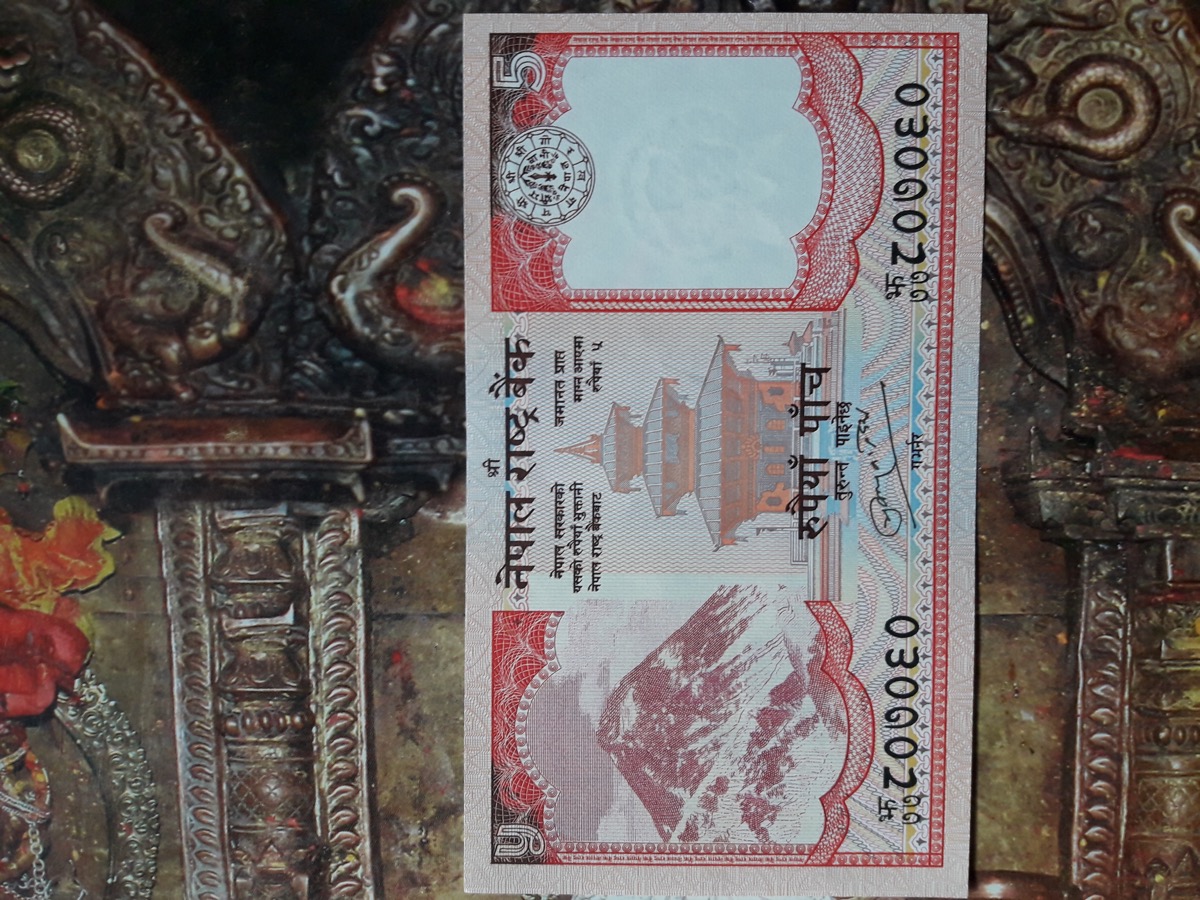 श्री
नेपाल राष्ट्र बैंक
५ 5
नेपाल सरकारको जमानत प्राप्त
यसको रुपैयाँ भुक्तानी माग्न आएमा
नेपाल राष्ट्र बैंकबाट रुपैयाँ ५
रुपैयाँ पाँच
तुरुन्त पाइनेछ
झ ७७ ८०७०६०
झ ७७ ८०७०६०
गभर्नर